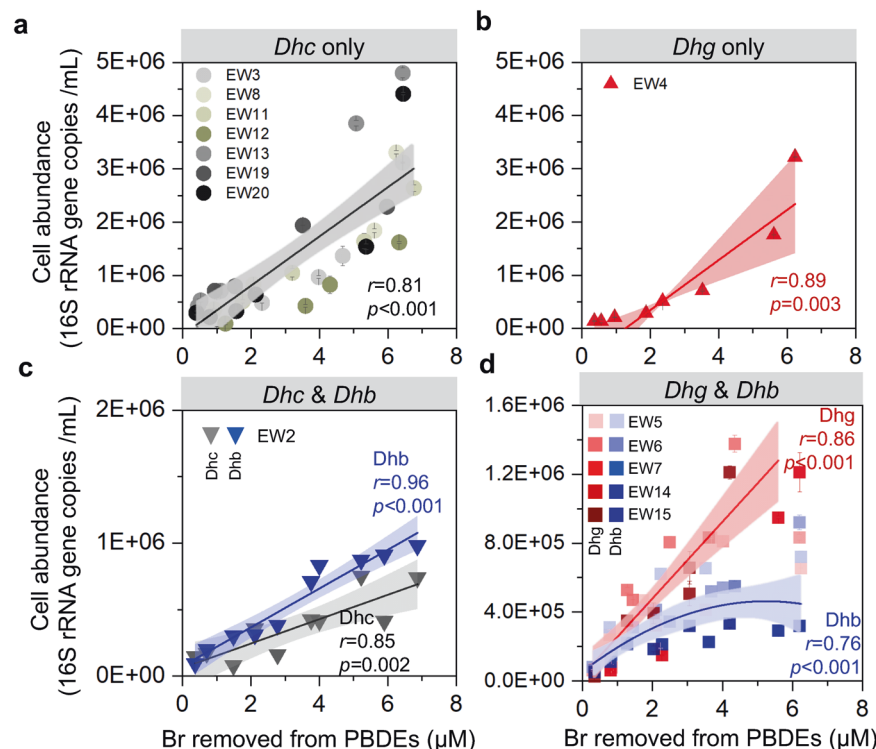 a
Dhc only
5E+06
4E+06
3E+06
2E+06
1E+06
0E+00
Cell abundance
(16S rRNA gene copies /mL)
EW3
EW8
EW11
EW12
EW13
EW19
EW20
r=0.81
p<0.001
0 2 4 6 8
b
Dhg only
5E+06
4E+06
3E+06
2E+06
1E+06
0E+00
EW4
r=0.89
p=0.003
0 2 4 6 8
c
Dhc & Dhb
2E+06
1E+06
0E+00
Cell abundance
(16S rRNA gene copies /mL)
EW2
Dhc
Dhb
Dhb
r=0.96
p<0.001
Dhc
r=0.85
p=0.002
0 2 4 6 8
Br removed from PBDEs (µM)
d
Dhg & Dhb
1.6E+06
1.2E+06
8.0E+05
4.0E+05
0.0E+00
EW5
EW6
EW7
EW14
EW15
Dhg
Dhb
Dhg
r=0.86
p<0.001
Dhb
r=0.76
p<0.001
0 2 4 6 8
Br removed from PBDEs (µM)